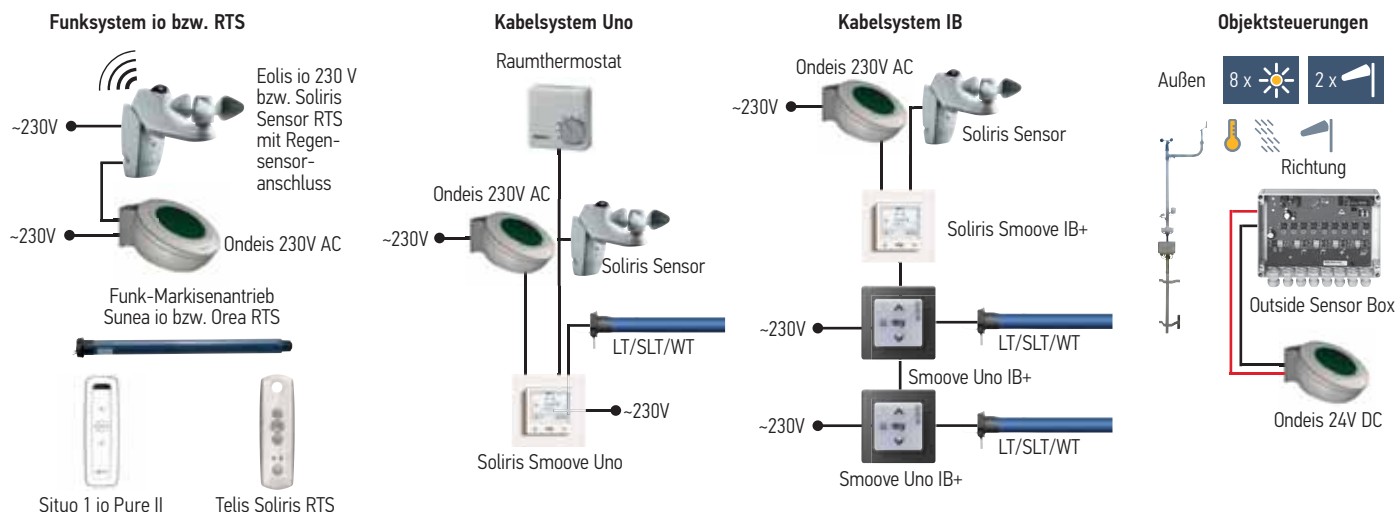 Funksystem io bzw. RTS
Eolis io 230 V
bzw. Soliris
Sensor RTS
mit Regen-
sensor-
anschluss
~230V
~230V
Ondeis 230V AC
Funk-Markisenantrieb
Sunea io bzw. Orea RTS
Situo 1 io Pure II
Telis Soliris RTS
Kabelsystem Uno
Raumthermostat
Ondeis 230V AC
~230V
Soliris Sensor
LT/SLT/WT
~230V
Soliris Smoove Uno
Kabelsystem IB
Ondeis 230V AC
~230V
Soliris Sensor
Soliris Smoove IB+
~230V
LT/SLT/WT
Smoove Uno IB+
~230V
LT/SLT/WT
Smoove Uno IB+
Objektsteuerungen
Außen
8 x
2 x
Richtung
Outside Sensor Box
Ondeis 24V DC